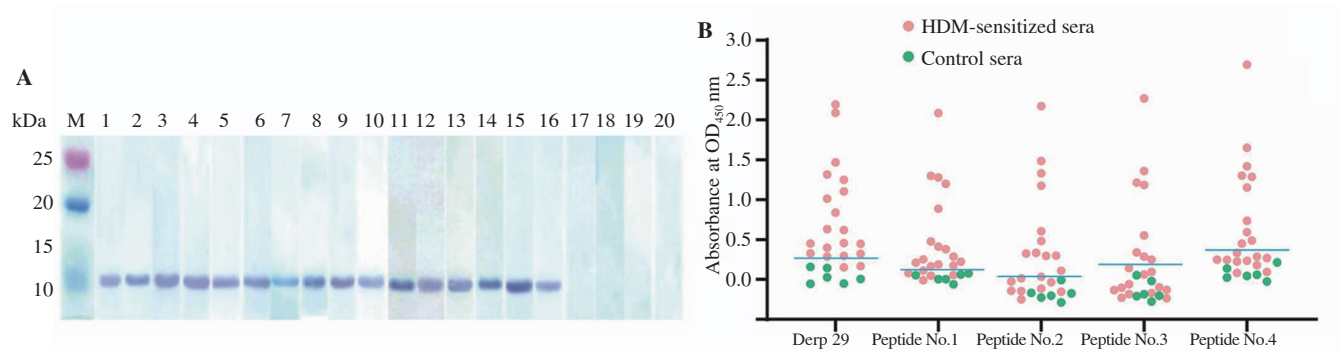 A
kDa M 1 2 3 4 5 6 7 8 9 10 11 12 13 14 15 16 17 18 19 20
25
20
15
10
B
HDM-sensitized sera
Control sera
Absorbance at OD450 nm
3.0
2.5
2.0
1.5
1.0
0.5
0.0
Derp 29 Peptide No.1 Peptide No.2 Peptide No.3 Peptide No.4